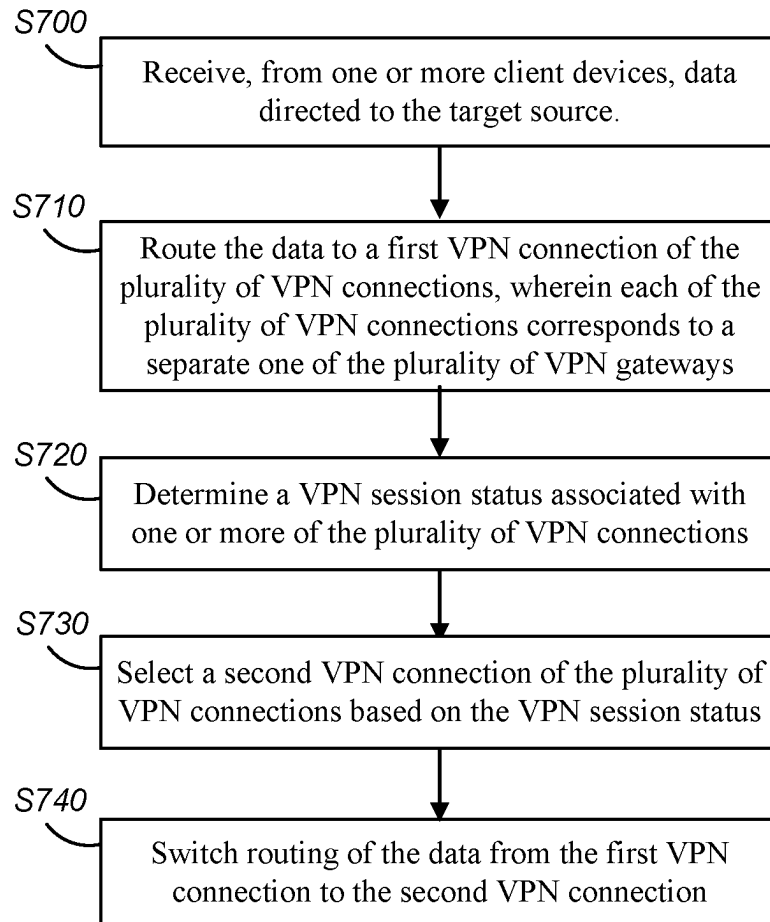 S700
Receive, from one or more client devices, data
directed to the target source.
S710
Route the data to a first VPN connection of the
plurality of VPN connections, wherein each of the
plurality of VPN connections corresponds to a
separate one of the plurality of VPN gateways
S720
Determine a VPN session status associated with
one or more of the plurality of VPN connections
S730
Select a second VPN connection of the plurality of
VPN connections based on the VPN session status
S740
Switch routing of the data from the first VPN
connection to the second VPN connection